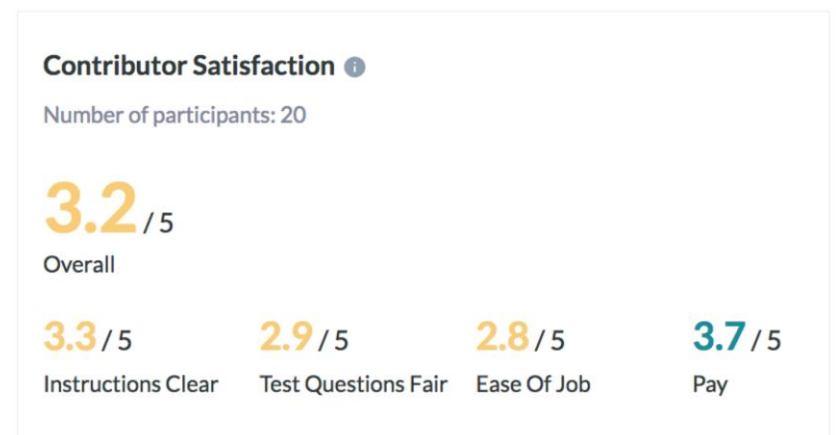 Contributor Satisfaction i
Number of participants: 20
3.2 / 5
Overall
3.3 / 5 2.9 / 5 2.8 / 5 3.7 / 5
Instructions Clear Test Questions Fair Ease Of Job Pay